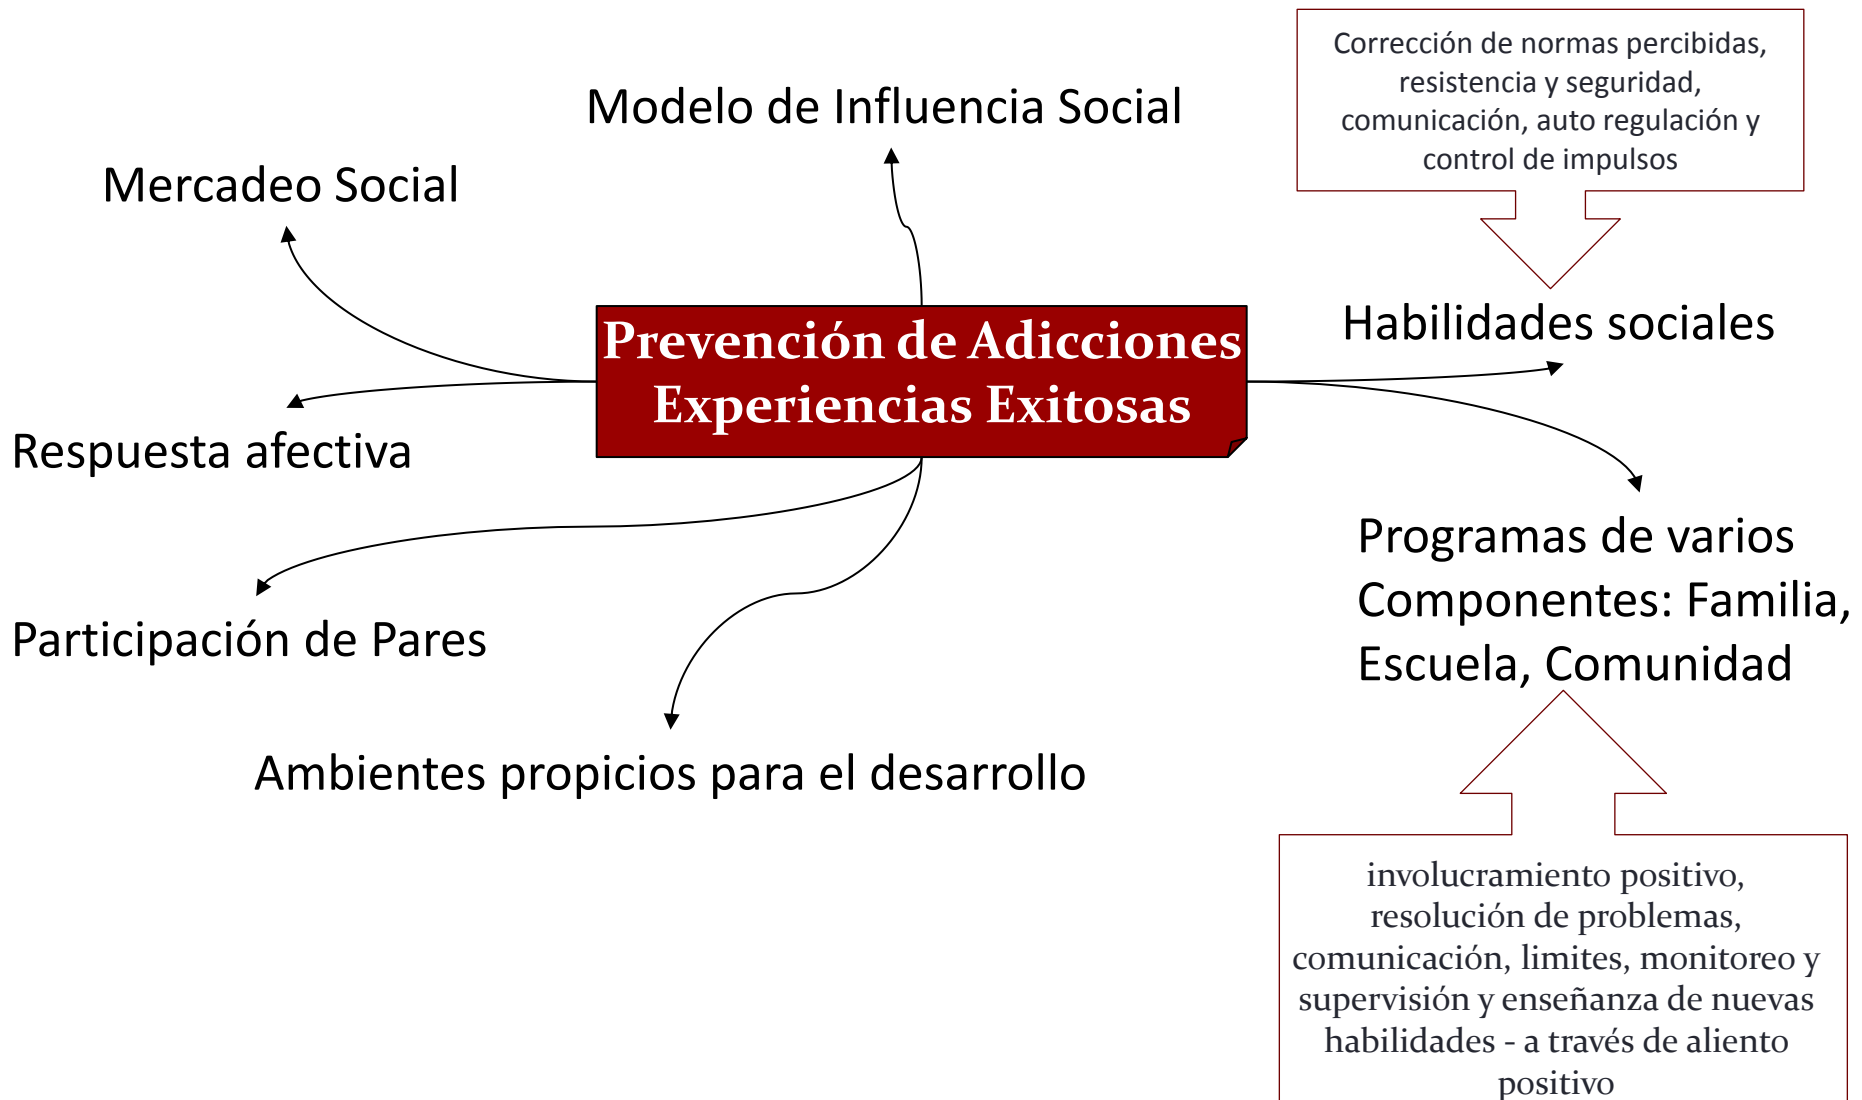 Corrección de normas percibidas,
resistencia y seguridad,
comunicación, auto regulación y
control de impulsos
Modelo de Influencia Social
Mercadeo Social
Prevención de Adicciones
Experiencias Exitosas
Habilidades sociales
Respuesta afectiva
Programas de varios
Componentes: Familia,
Escuela, Comunidad
Participación de Pares
Ambientes propicios para el desarrollo
involucramiento positivo,
resolución de problemas,
comunicación, limites, monitoreo y
supervisión y enseñanza de nuevas
habilidades - a través de aliento
positivo